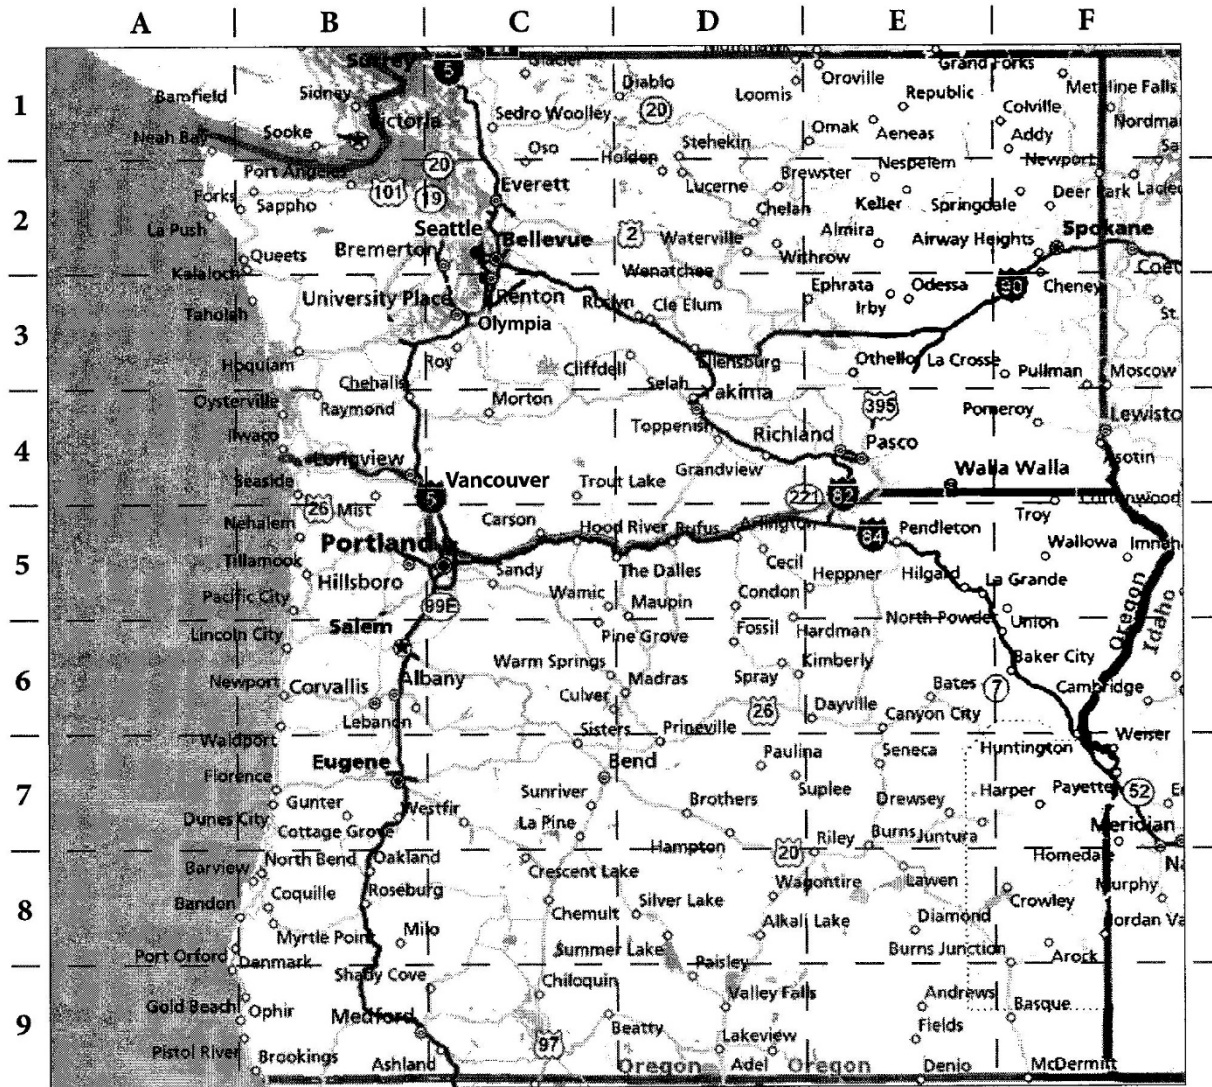 A B C D E F
Surrey 5 Glacier Diablo Oroville Grand Forks
1 Bamfield Sidney Sedro Woolley 20 Loomis Republic Colville Metaline Falls
Neah Bay Sooke Victoria Oso Holden Stehekin Omak Aeneas Addy Nordma
Port Angeles 20 Nespelem Newport Sa
2 Forks Sappho 101 19 Everett Lucerne Brewster Keller Springdale Deer Park Lacled
La Push Seattle Chelan Almira Spokane
Queets Bremerton Bellevue 2 Waterville Withrow Airway Heights
Kalaloch Wenatchee Ephrata Odessa 90 Cheney Coeu
University Place Renton Roslyn Cle Elum Irby St.
3 Taholah Olympia
Hoquiam Roy Cliffdell Ellensburg Othello La Crosse Pullman Moscow
Chehalis Selah Yakima
Oysterville Raymond Morton 395 Pomeroy Lewisto
4 Ilwaco Longview Toppenish Richland Pasco Asotin
Seaside Vancouver Trout Lake Grandview Walla Walla
26 Mist 5 221 82 Cottonwood
Nehalem Carson Hood River Rufus Arlington 84 Pendleton Troy
5 Tillamook Portland Sandy The Dalles Cecil Hilgard Wallowa Imnah
Hillsboro Wamic Maupin Condon Heppner La Grande
Pacific City 99E North Powder Union Oregon Idaho
Lincoln City Salem Pine Grove Fossil Hardman
6 Newport Corvallis Albany Warm Springs Madras Spray Kimberly Bates 7 Baker City Cambridge
Lebanon Culver 26 Dayville Canyon City
Waldport Sisters Prineville Seneca Huntington Weiser
Florence Eugene Bend Paulina
7 Gunter Westfir Sunriver Brothers Suplee Drewsey Harper Payette 52
Dunes City Cottage Grove La Pine Hampton 20 Riley Burns Juntura Meridian
Barview North Bend Oakland Crescent Lake Homedale Na
8 Bandon Coquille Roseburg Chemult Silver Lake Wagontire Lawen Crowley Murphy
Myrtle Point Milo Summer Lake Alkali Lake Diamond Jordan Va
Port Orford Denmark Shady Cove Chiloquin Paisley Burns Junction Arock
9 Gold Beach Ophir Medford Valley Falls Andrews Basque
Pistol River 97 Beatty Lakeview Fields
Brookings Ashland Oregon Adel Oregon Denio McDermitt